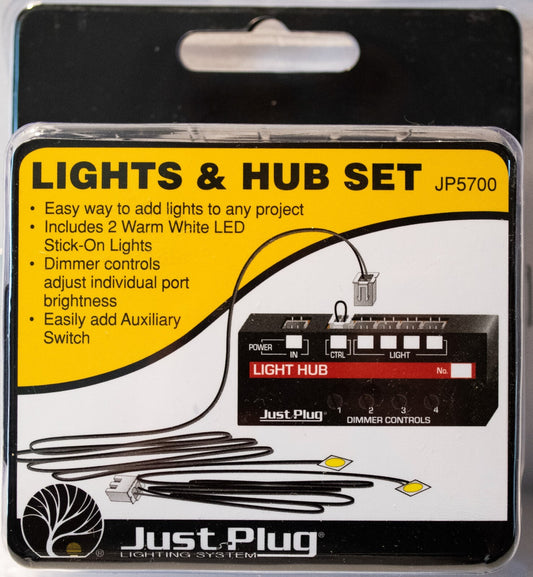 LIGHTS & HUB SET JP5700
• Easy way to add lights to any project
• Includes 2 Warm White LED
Stick-On Lights
• Dimmer controls
adjust individual port
brightness
• Easily add Auxiliary
Switch
POWER IN CTRL LIGHT
LIGHT HUB No.
Just Plug®
1 2 3 4
DIMMER CONTROLS
®
Just Plug®
LIGHTING SYSTEM